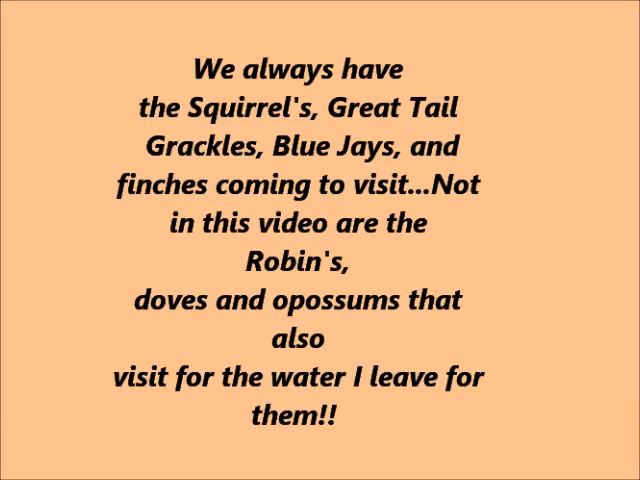 We always have
the Squirrel's, Great Tail
Grackles, Blue Jays, and
finches coming to visit...Not
in this video are the
Robin's,
doves and opossums that
also
visit for the water I leave for
them!!